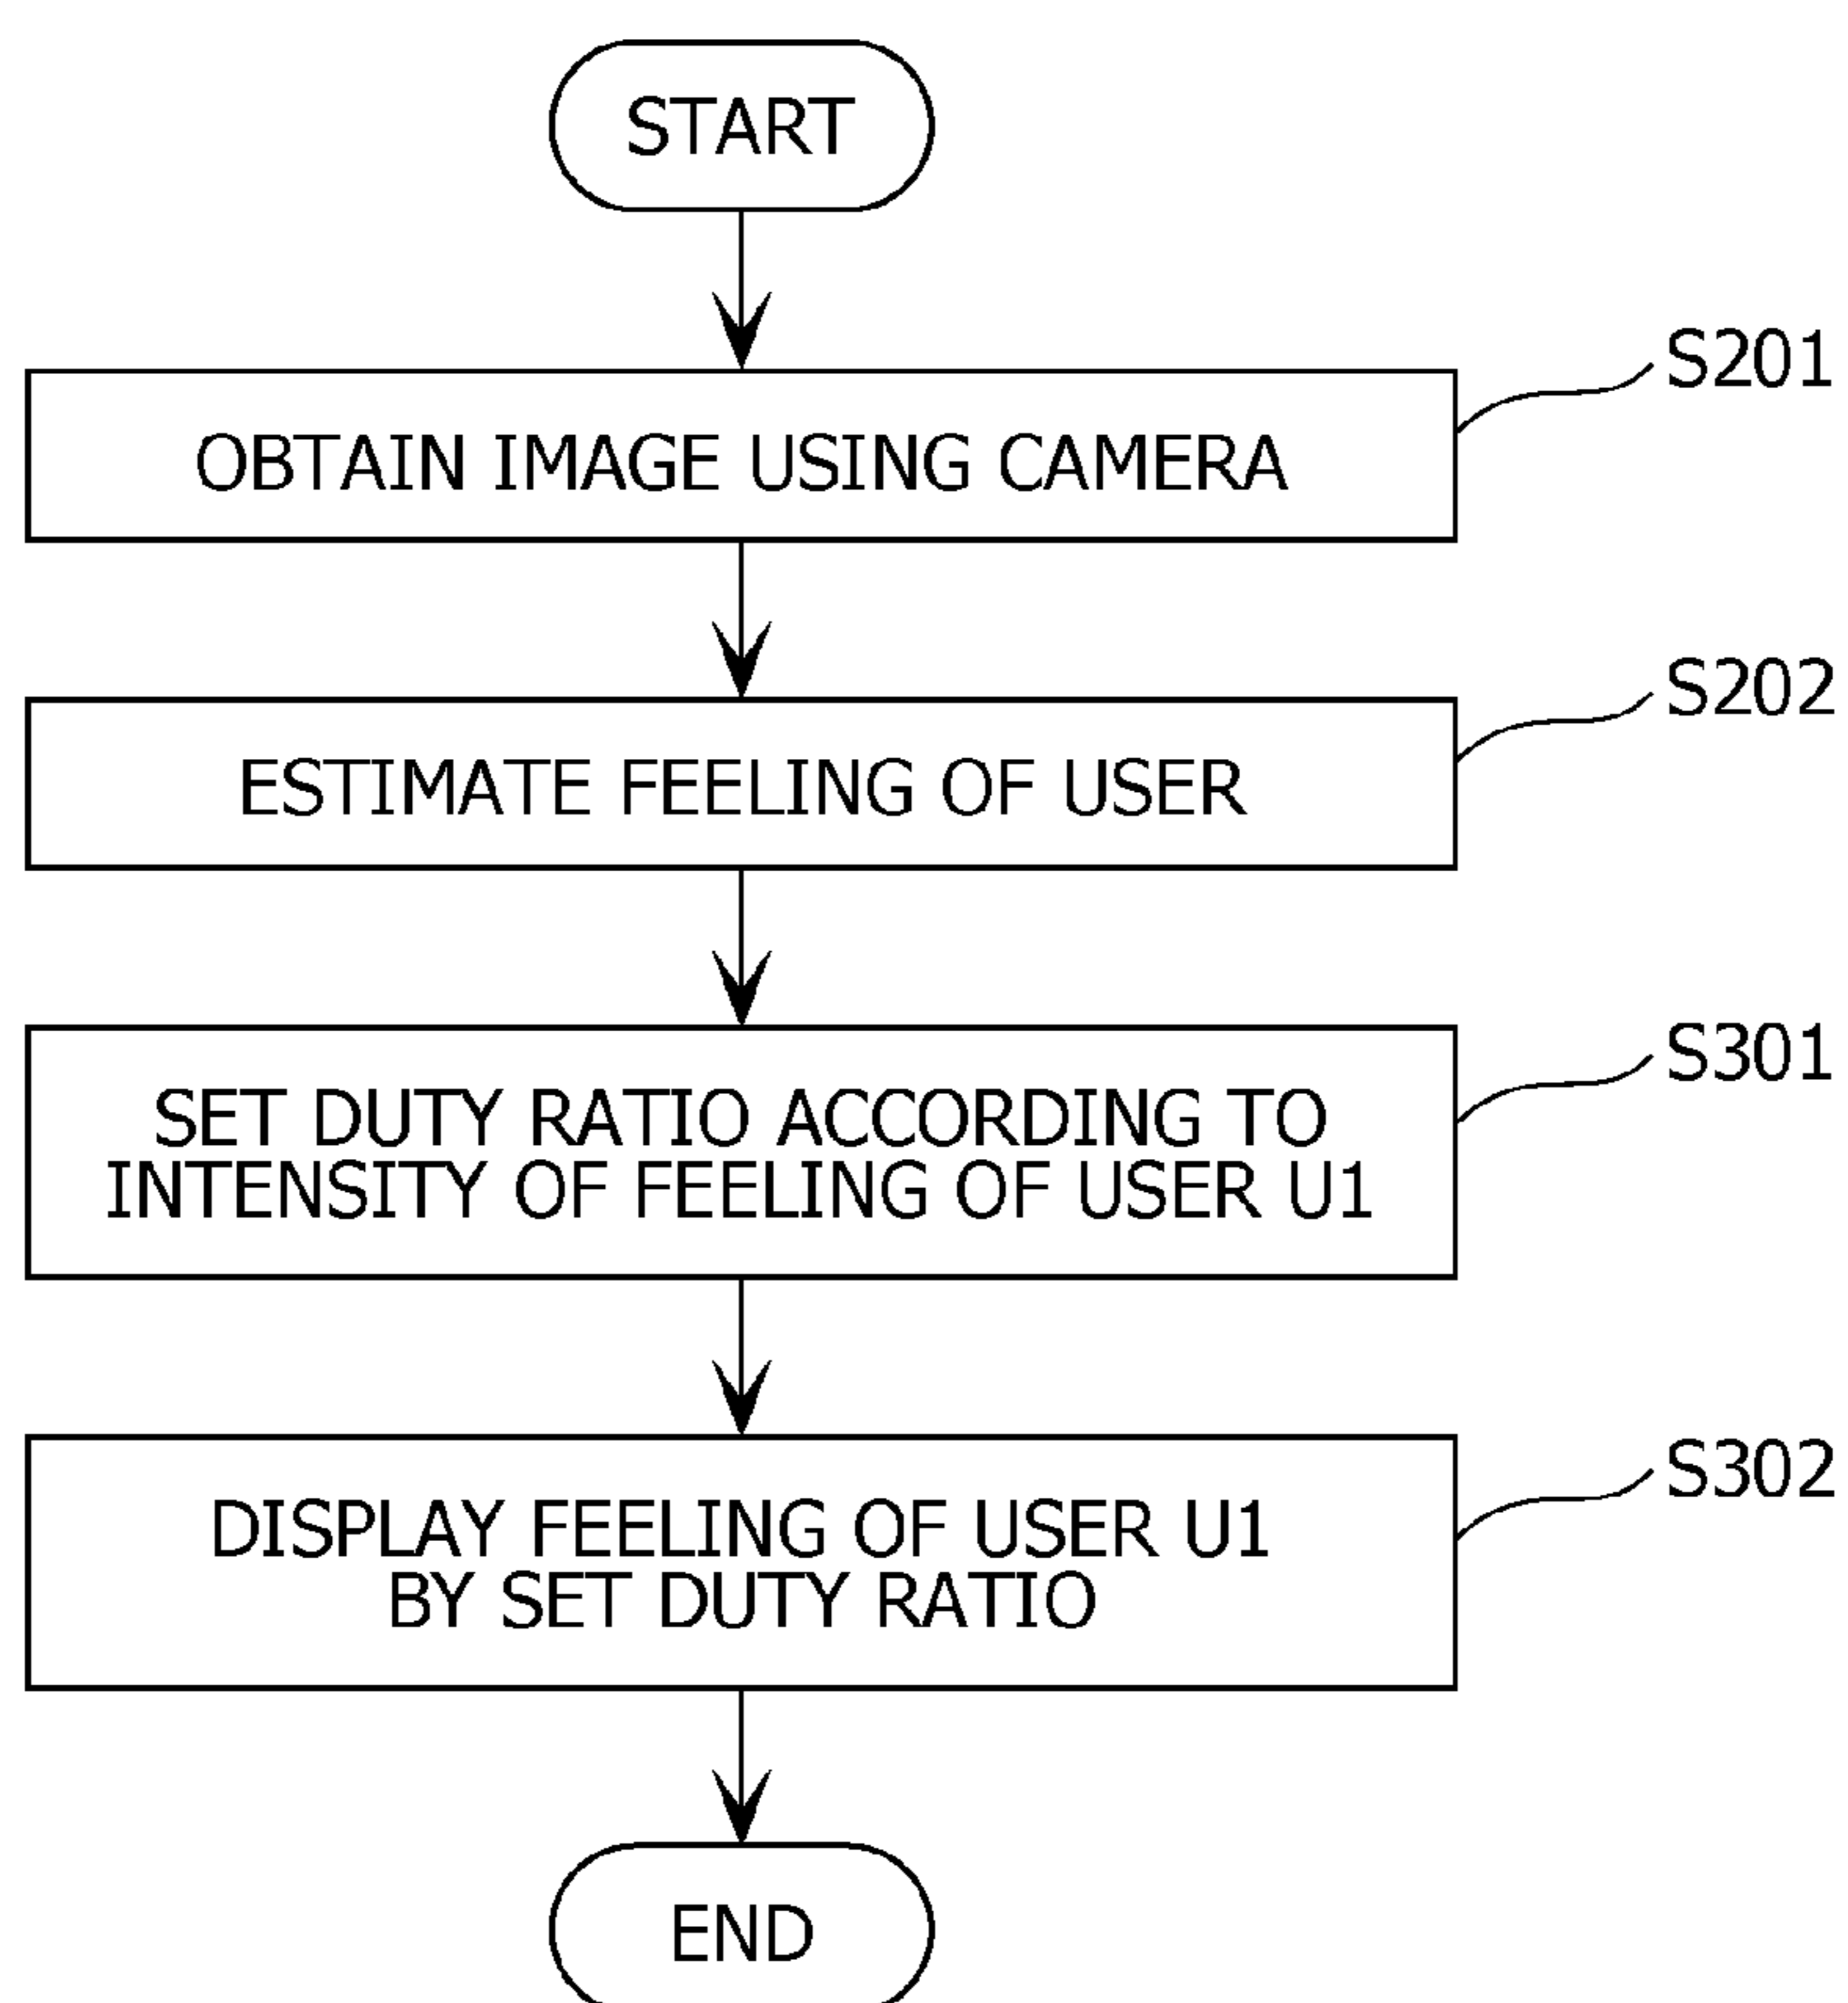 START
S201
OBTAIN IMAGE USING CAMERA
S202
ESTIMATE FEELING OF USER
S301
SET DUTY RATIO ACCORDING TO
INTENSITY OF FEELING OF USER U1
S302
DISPLAY FEELING OF USER U1
BY SET DUTY RATIO
END